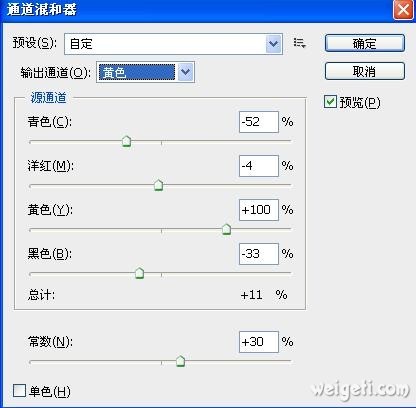 通道混和器
预设(S): 自定
确定
输出通道(O): 黄色
取消
源通道
预览(P)
青色(C): -52 %
洋红(M): -4 %
黄色(Y): +100 %
黑色(B): -33 %
总计: +11 %
常数(N): +30 %
单色(H)
weigeti.com